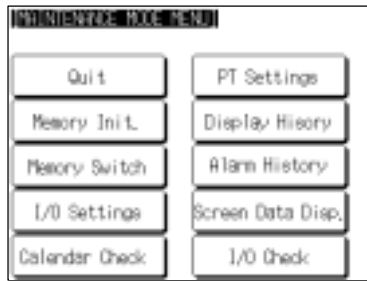 [MAINTENANCE MODE MENU]
Quit
PT Settings
Memory Init.
Display Hisory
Memory Switch
Alarm History
I/O Settings
Screen Data Disp.
Calendar Check
I/O Check